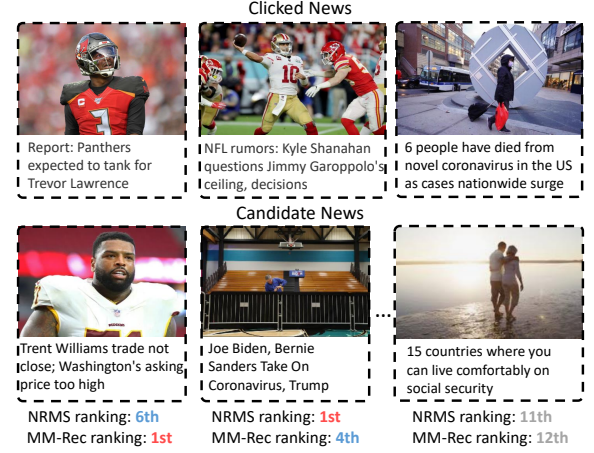 Clicked News
3
10
Report: Panthers
expected to tank for
Trevor Lawrence
NFL rumors: Kyle Shanahan
questions Jimmy Garoppolo's
ceiling, decisions
6 people have died from
novel coronavirus in the US
as cases nationwide surge
Candidate News
Trent Williams trade not
close; Washington's asking
price too high
Joe Biden, Bernie
Sanders Take On
Coronavirus, Trump
...
15 countries where you
can live comfortably on
social security
NRMS ranking: 6th
MM-Rec ranking: 1st
NRMS ranking: 1st
MM-Rec ranking: 4th
NRMS ranking: 11th
MM-Rec ranking: 12th